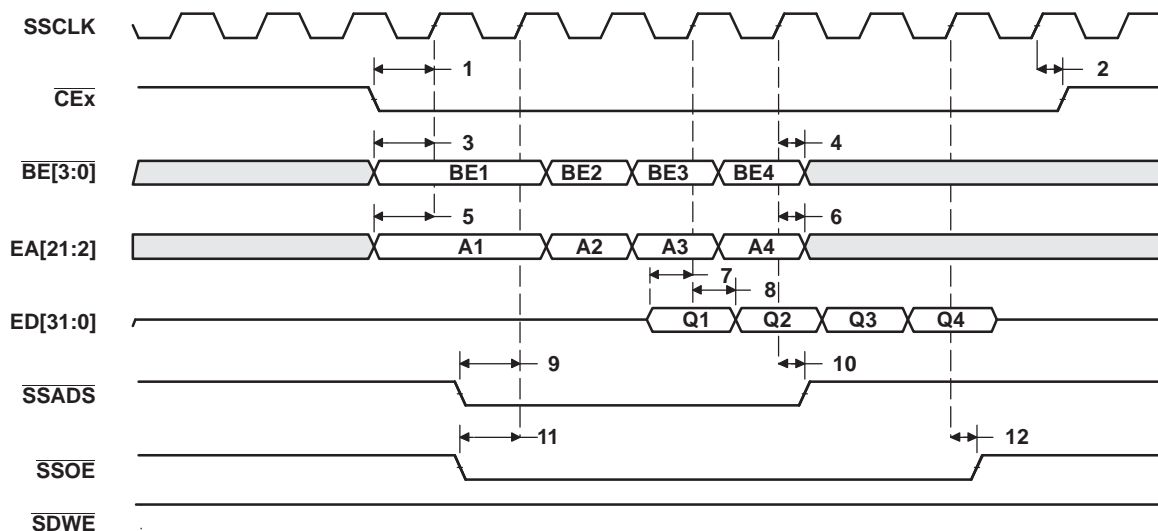 SSCLK
1 2
CEx
3 4
BE[3:0] BE1 BE2 BE3 BE4
5 6
EA[21:2] A1 A2 A3 A4
7 8
ED[31:0] Q1 Q2 Q3 Q4
9 10
SSADS
11 12
SSOE
SDWE